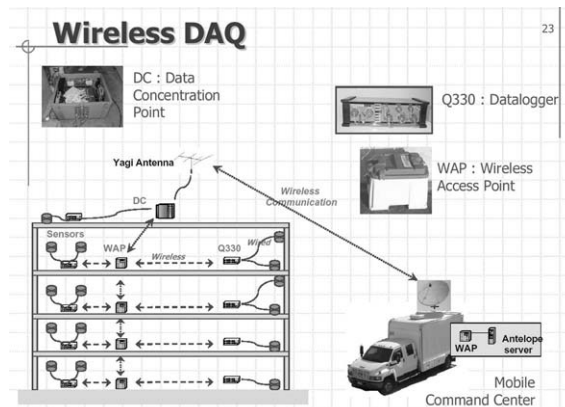 Wireless DAQ
23
DC : Data
Concentration
Point
Q330 : Datalogger
WAP : Wireless
Access Point
Yagi Antenna
DC
Wireless
Communication
Sensors
WAP
Wireless
Q330
Wired
WAP
Antelope
server
Mobile
Command Center